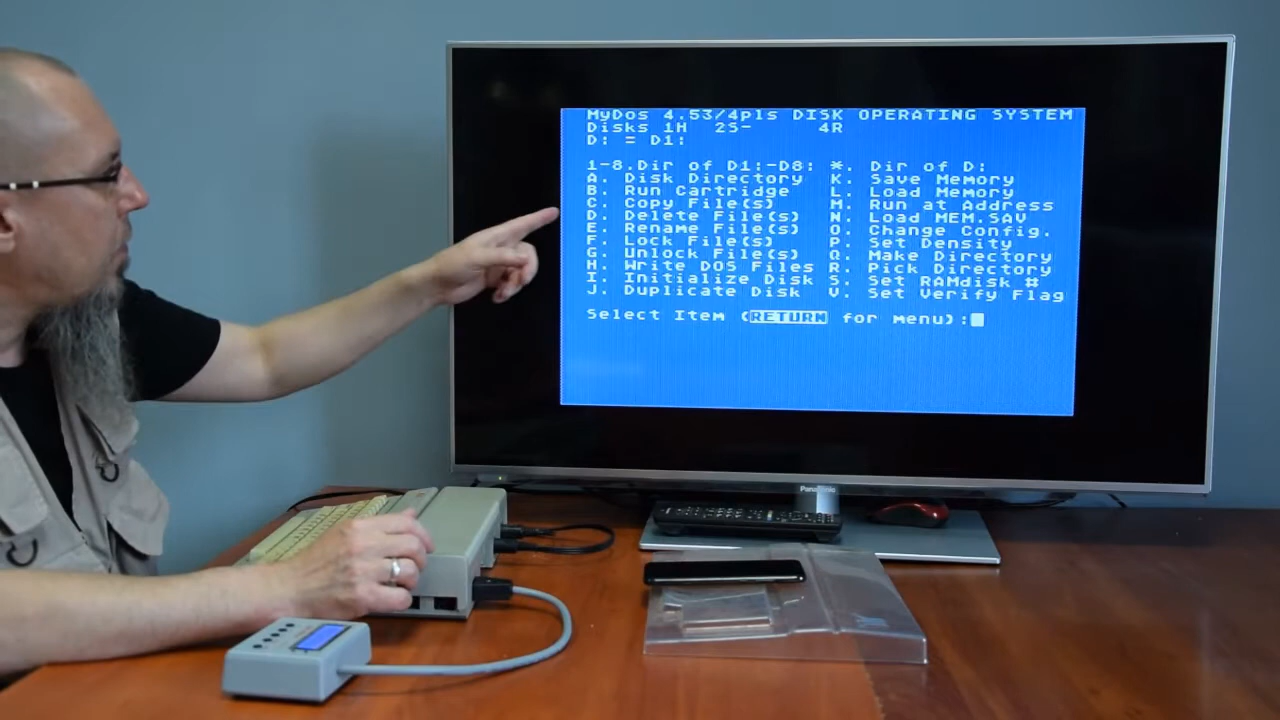 MyDos 4.53/4pls DISK OPERATING SYSTEM
Disks 1H 2S- 4R
D: = D1:
1-8.Dir of D1:-D8: *. Dir of D:
A. Disk Directory K. Save Memory
B. Run Cartridge L. Load Memory
C. Copy File(s) M. Run at Address
D. Delete File(s) N. Load MEM.SAV
E. Rename File(s) O. Change Config.
F. Lock File(s) P. Set Density
G. Unlock File(s) Q. Make Directory
H. Write DOS Files R. Pick Directory
I. Initialize Disk S. Set RAMdisk #
J. Duplicate Disk V. Set Verify Flag
Select Item (RETURN for menu):
Panasonic